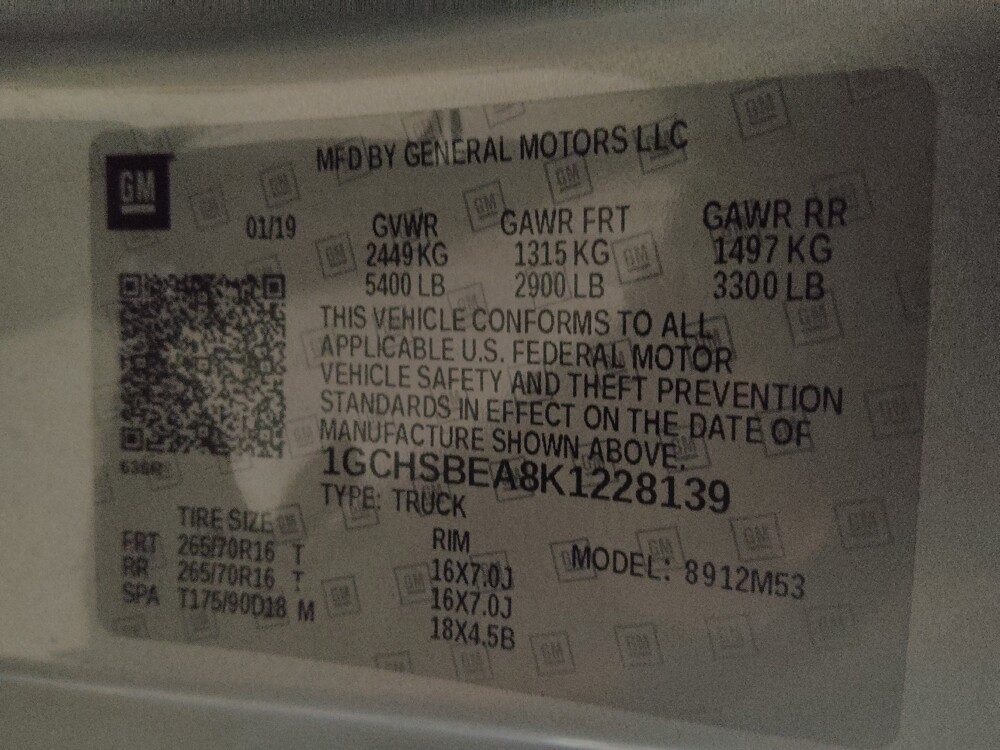 MFD BY GENERAL MOTORS LLC
GM
01/19 GVWR GAWR FRT GAWR RR
2449 KG 1315 KG 1497 KG
5400 LB 2900 LB 3300 LB
THIS VEHICLE CONFORMS TO ALL
APPLICABLE U.S. FEDERAL MOTOR
VEHICLE SAFETY AND THEFT PREVENTION
STANDARDS IN EFFECT ON THE DATE OF
MANUFACTURE SHOWN ABOVE.
636R
1GCHSBEA8K1228139
TYPE: TRUCK
TIRE SIZE RIM
FRT 265/70R16 T 16X7.0J
RR 265/70R16 T 16X7.0J
SPA T175/90D18 M 18X4.5B
MODEL: 8912M53